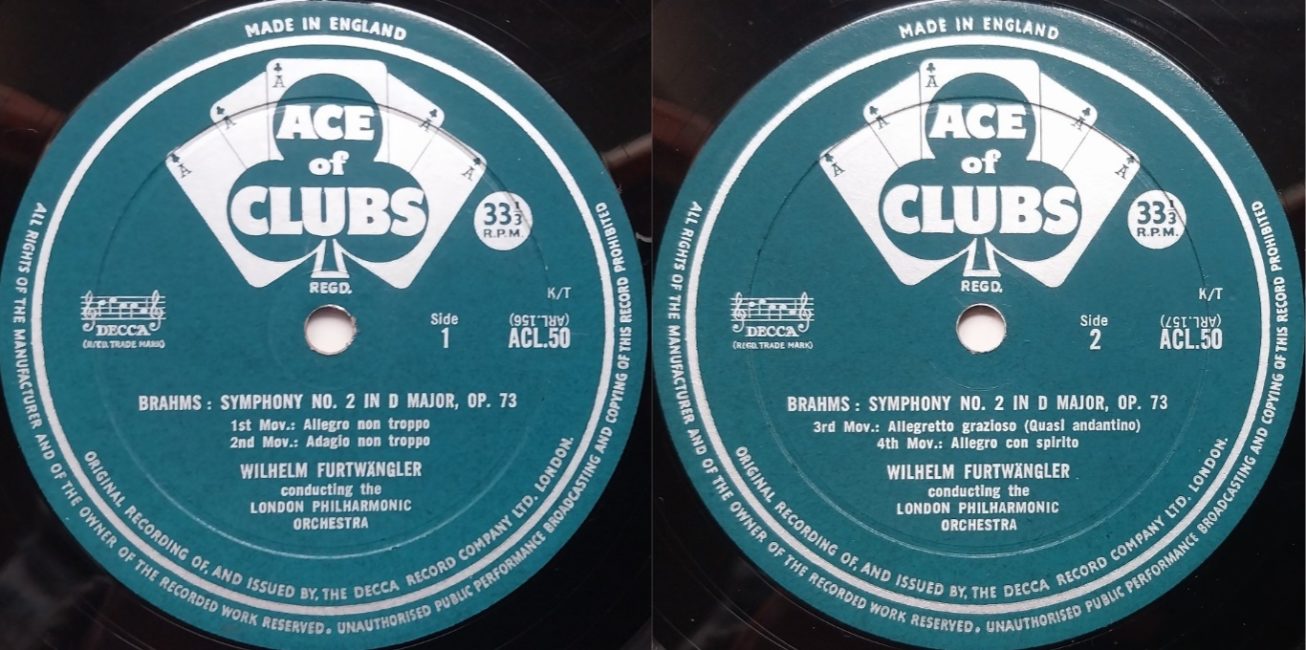 MADE IN ENGLAND
A
A
A
A
A
ACE
of
CLUBS
REGD.
33⅓
R.P.M.
K/T
DECCA
(REGD. TRADE MARK)
Side
1
(ARL.156)
ACL.50
BRAHMS : SYMPHONY NO. 2 IN D MAJOR, OP. 73
1st Mov.: Allegro non troppo
2nd Mov.: Adagio non troppo
WILHELM FURTWÄNGLER
conducting the
LONDON PHILHARMONIC
ORCHESTRA
ORIGINAL RECORDING OF, AND ISSUED BY, THE DECCA RECORD COMPANY LTD. LONDON.
ALL RIGHTS OF THE MANUFACTURER AND OF THE OWNER OF THE RECORDED WORK RESERVED. UNAUTHORISED PUBLIC PERFORMANCE BROADCASTING AND COPYING OF THIS RECORD PROHIBITED
MADE IN ENGLAND
A
A
A
A
A
ACE
of
CLUBS
REGD.
33⅓
R.P.M.
K/T
DECCA
(REGD. TRADE MARK)
Side
2
(ARL.157)
ACL.50
BRAHMS : SYMPHONY NO. 2 IN D MAJOR, OP. 73
3rd Mov.: Allegretto grazioso (Quasi andantino)
4th Mov.: Allegro con spirito
WILHELM FURTWÄNGLER
conducting the
LONDON PHILHARMONIC
ORCHESTRA
ORIGINAL RECORDING OF, AND ISSUED BY, THE DECCA RECORD COMPANY LTD. LONDON.
ALL RIGHTS OF THE MANUFACTURER AND OF THE OWNER OF THE RECORDED WORK RESERVED. UNAUTHORISED PUBLIC PERFORMANCE BROADCASTING AND COPYING OF THIS RECORD PROHIBITED